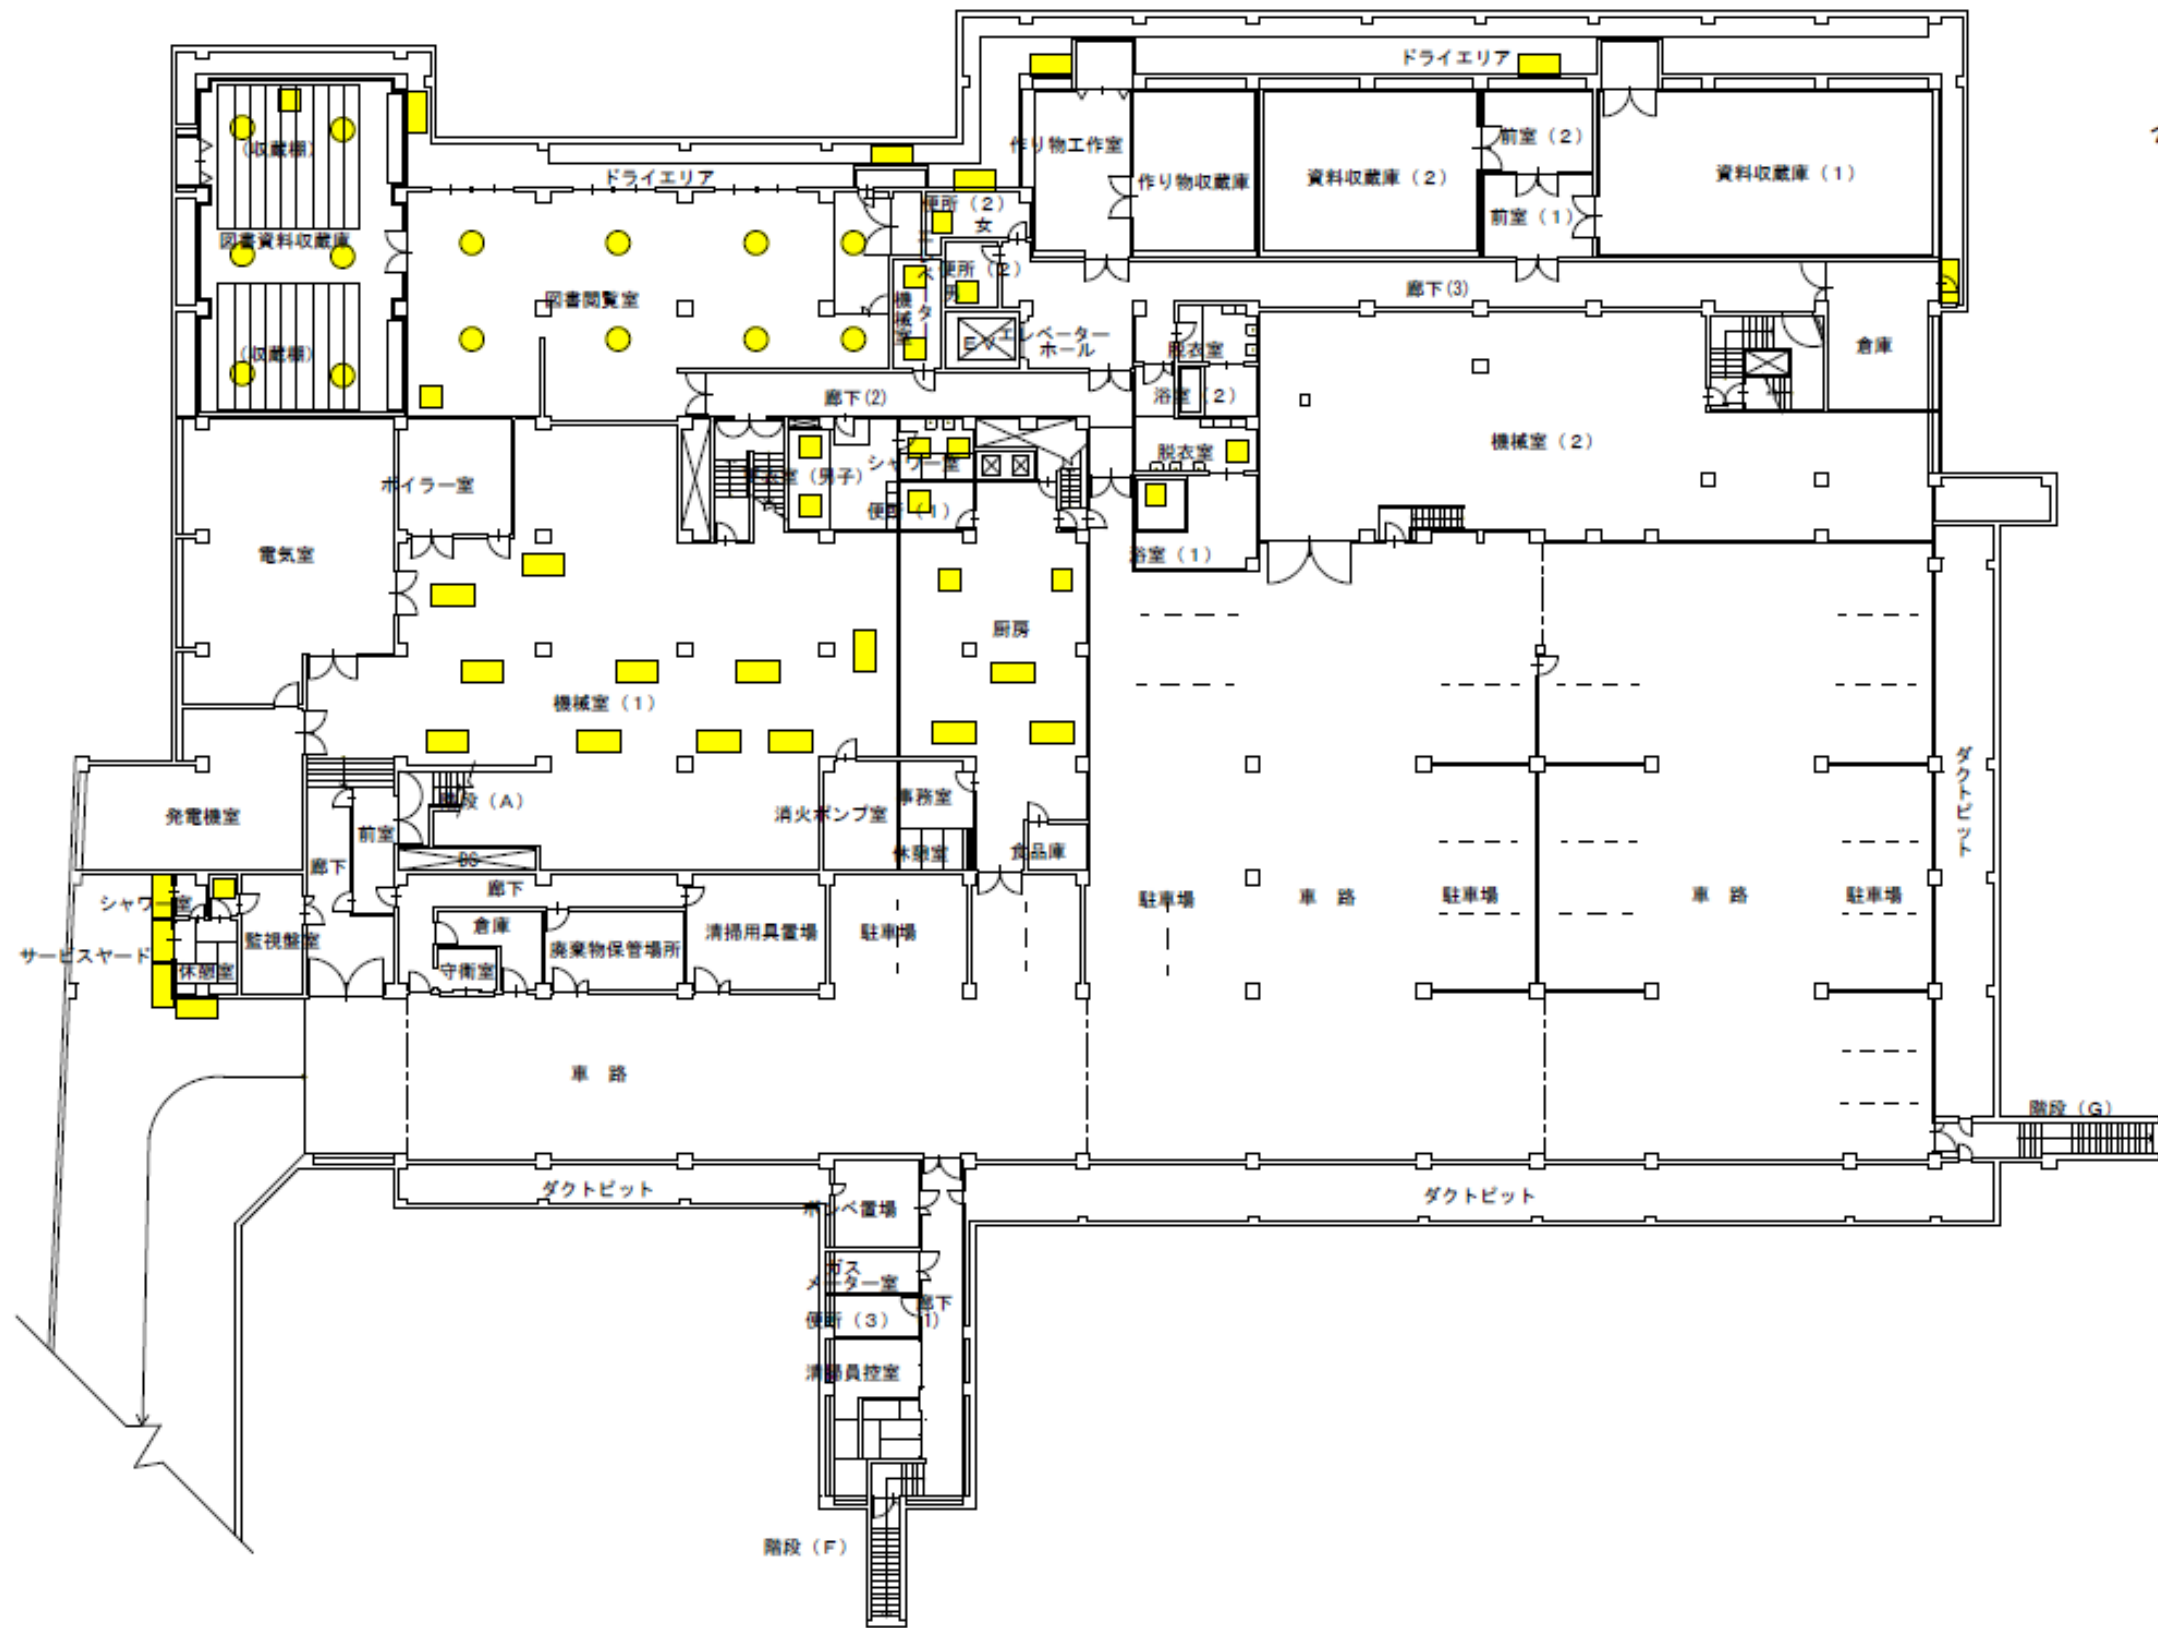 ドライエリア
(収蔵棚)
作り物工作室
前室(2)
ドライエリア
作り物収蔵庫
資料収蔵庫(2)
資料収蔵庫(1)
便所(2)
女
前室(1)
図書資料収蔵庫
便所(2)
男
廊下(3)
図書閲覧室
機械室
エレベーター
ホール
EV
脱衣室
倉庫
(収蔵棚)
廊下(2)
浴室(2)
機械室(2)
脱衣室
シャワー室
更衣室(男子)
ボイラー室
便所(1)
電気室
浴室(1)
厨房
機械室(1)
ダクトピット
階段(A)
事務室
発電機室
消火ポンプ室
前室
休憩室
食品庫
DS
廊下
廊下
駐車場
車 路
駐車場
車 路
駐車場
シャワー室
倉庫
清掃用具置場
駐車場
監視盤室
廃棄物保管場所
サービスヤード
休憩室
守衛室
車 路
階段(G)
ダクトピット
ダクトピット
ボンベ置場
ガス
メーター室
廊下
便所(3)
(1)
清掃員控室
階段(F)